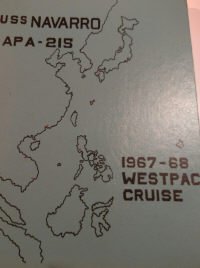 USS NAVARRO
APA-215
1967-68
WESTPAC
CRUISE